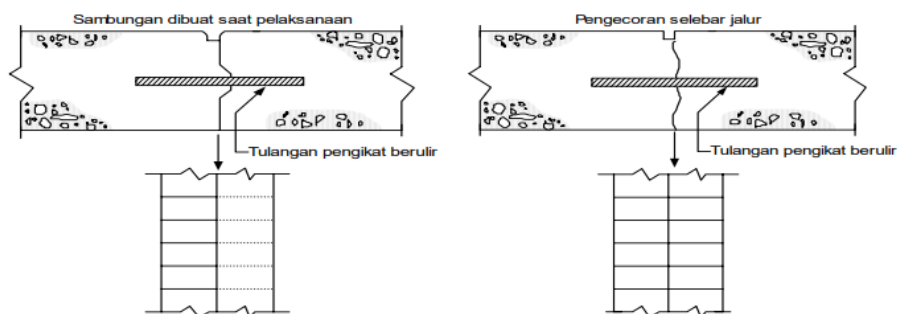 Sambungan dibuat saat pelaksanaan
Pengecoran selebar jalur
Tulangan pengikat berulir
Tulangan pengikat berulir